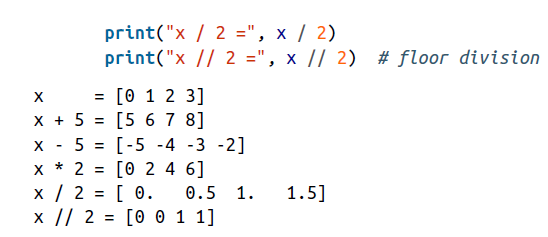 print("x / 2 =", x / 2)
print("x // 2 =", x // 2)  # floor division
x     = [0 1 2 3]
x + 5 = [5 6 7 8]
x - 5 = [-5 -4 -3 -2]
x * 2 = [0 2 4 6]
x / 2 = [ 0.   0.5  1.   1.5]
x // 2 = [0 0 1 1]